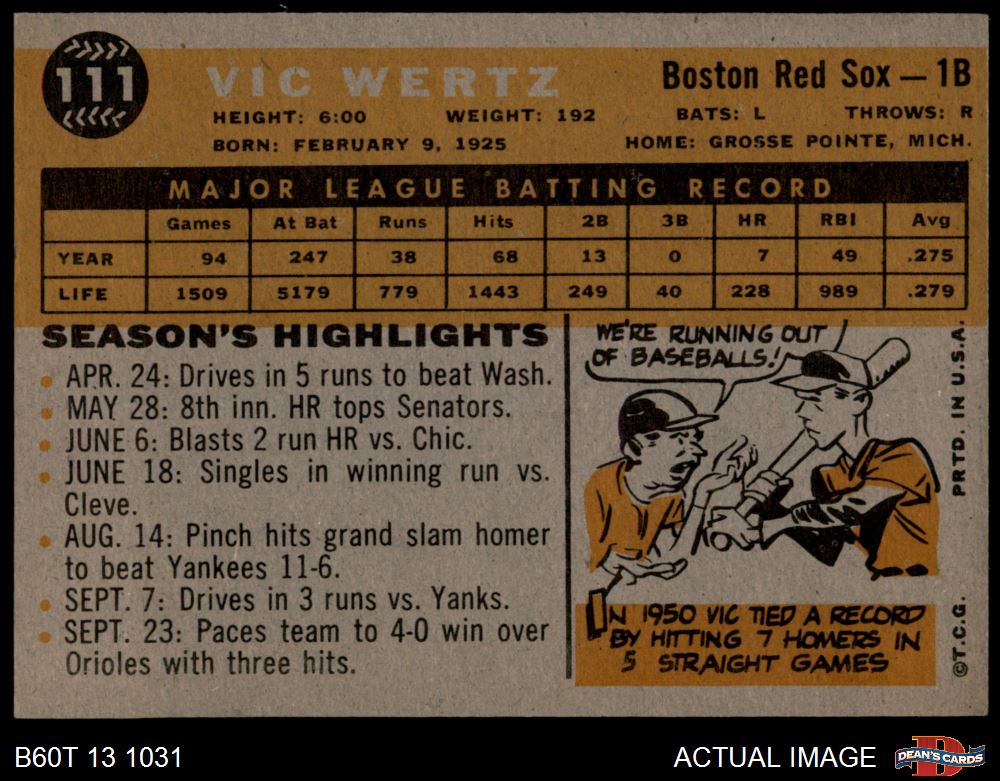 111
VIC WERTZ
Boston Red Sox — 1B
HEIGHT: 6:00 WEIGHT: 192 BATS: L THROWS: R
BORN: FEBRUARY 9, 1925 HOME: GROSSE POINTE, MICH.
MAJOR LEAGUE BATTING RECORD
Games At Bat Runs Hits 2B 3B HR RBI Avg
YEAR 94 247 38 68 13 0 7 49 .275
LIFE 1509 5179 779 1443 249 40 228 989 .279
SEASON'S HIGHLIGHTS
• APR. 24: Drives in 5 runs to beat Wash.
• MAY 28: 8th inn. HR tops Senators.
• JUNE 6: Blasts 2 run HR vs. Chic.
• JUNE 18: Singles in winning run vs.
Cleve.
• AUG. 14: Pinch hits grand slam homer
to beat Yankees 11-6.
• SEPT. 7: Drives in 3 runs vs. Yanks.
• SEPT. 23: Paces team to 4-0 win over
Orioles with three hits.
WE'RE RUNNING OUT
OF BASEBALLS!
IN 1950 VIC TIED A RECORD
BY HITTING 7 HOMERS IN
5 STRAIGHT GAMES
©T.C.G. PRTD. IN U.S.A.
B60T 13 1031
ACTUAL IMAGE
D
DEAN'S CARDS